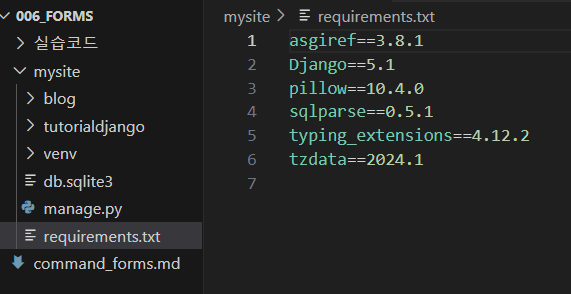 006_FORMS
실습코드
mysite
blog
tutorialdjango
venv
db.sqlite3
manage.py
requirements.txt
command_forms.md
mysite > requirements.txt
1 asgiref==3.8.1
2 Django==5.1
3 pillow==10.4.0
4 sqlparse==0.5.1
5 typing_extensions==4.12.2
6 tzdata==2024.1
7